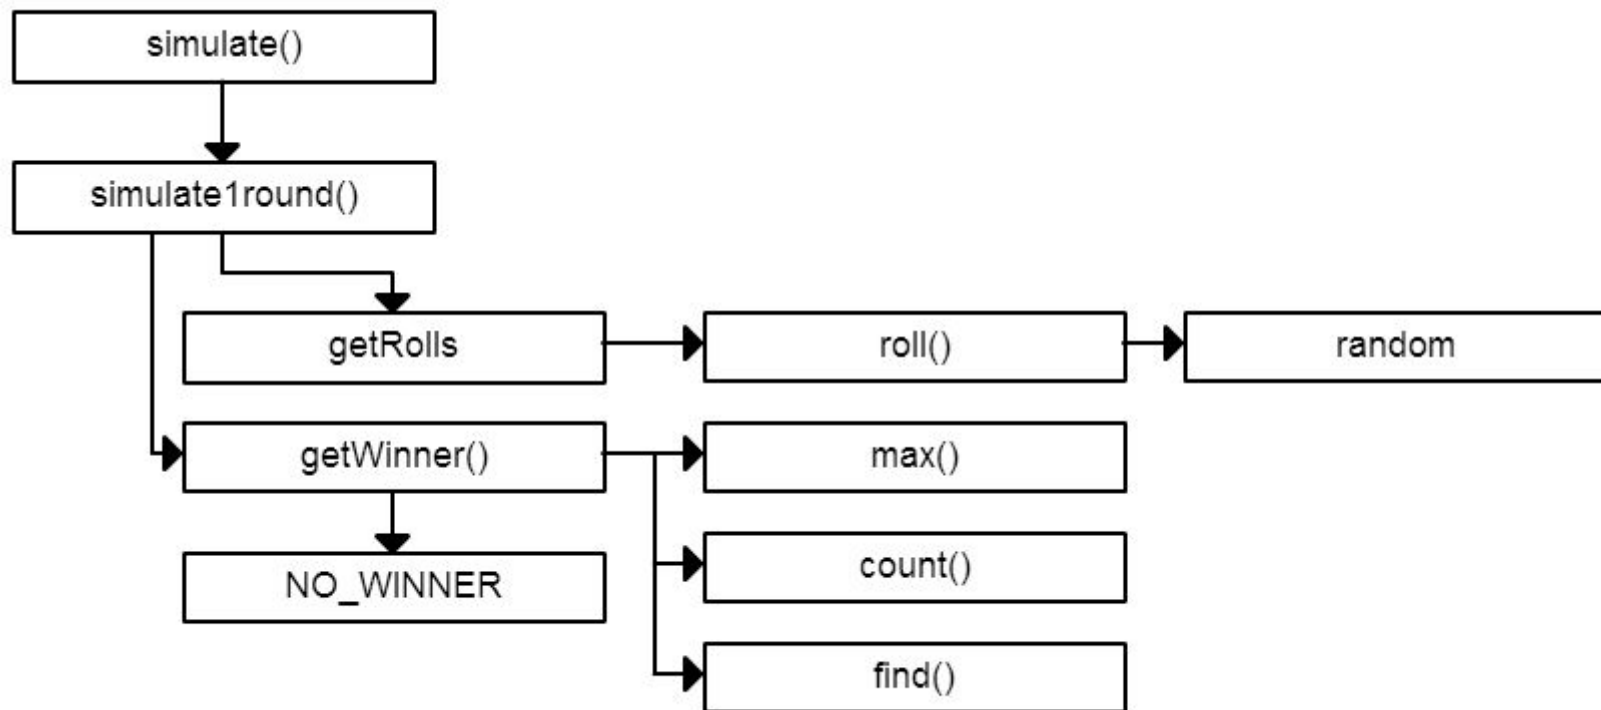 simulate()
simulate1round()
getRolls
roll()
random
getWinner()
max()
NO_WINNER
count()
find()